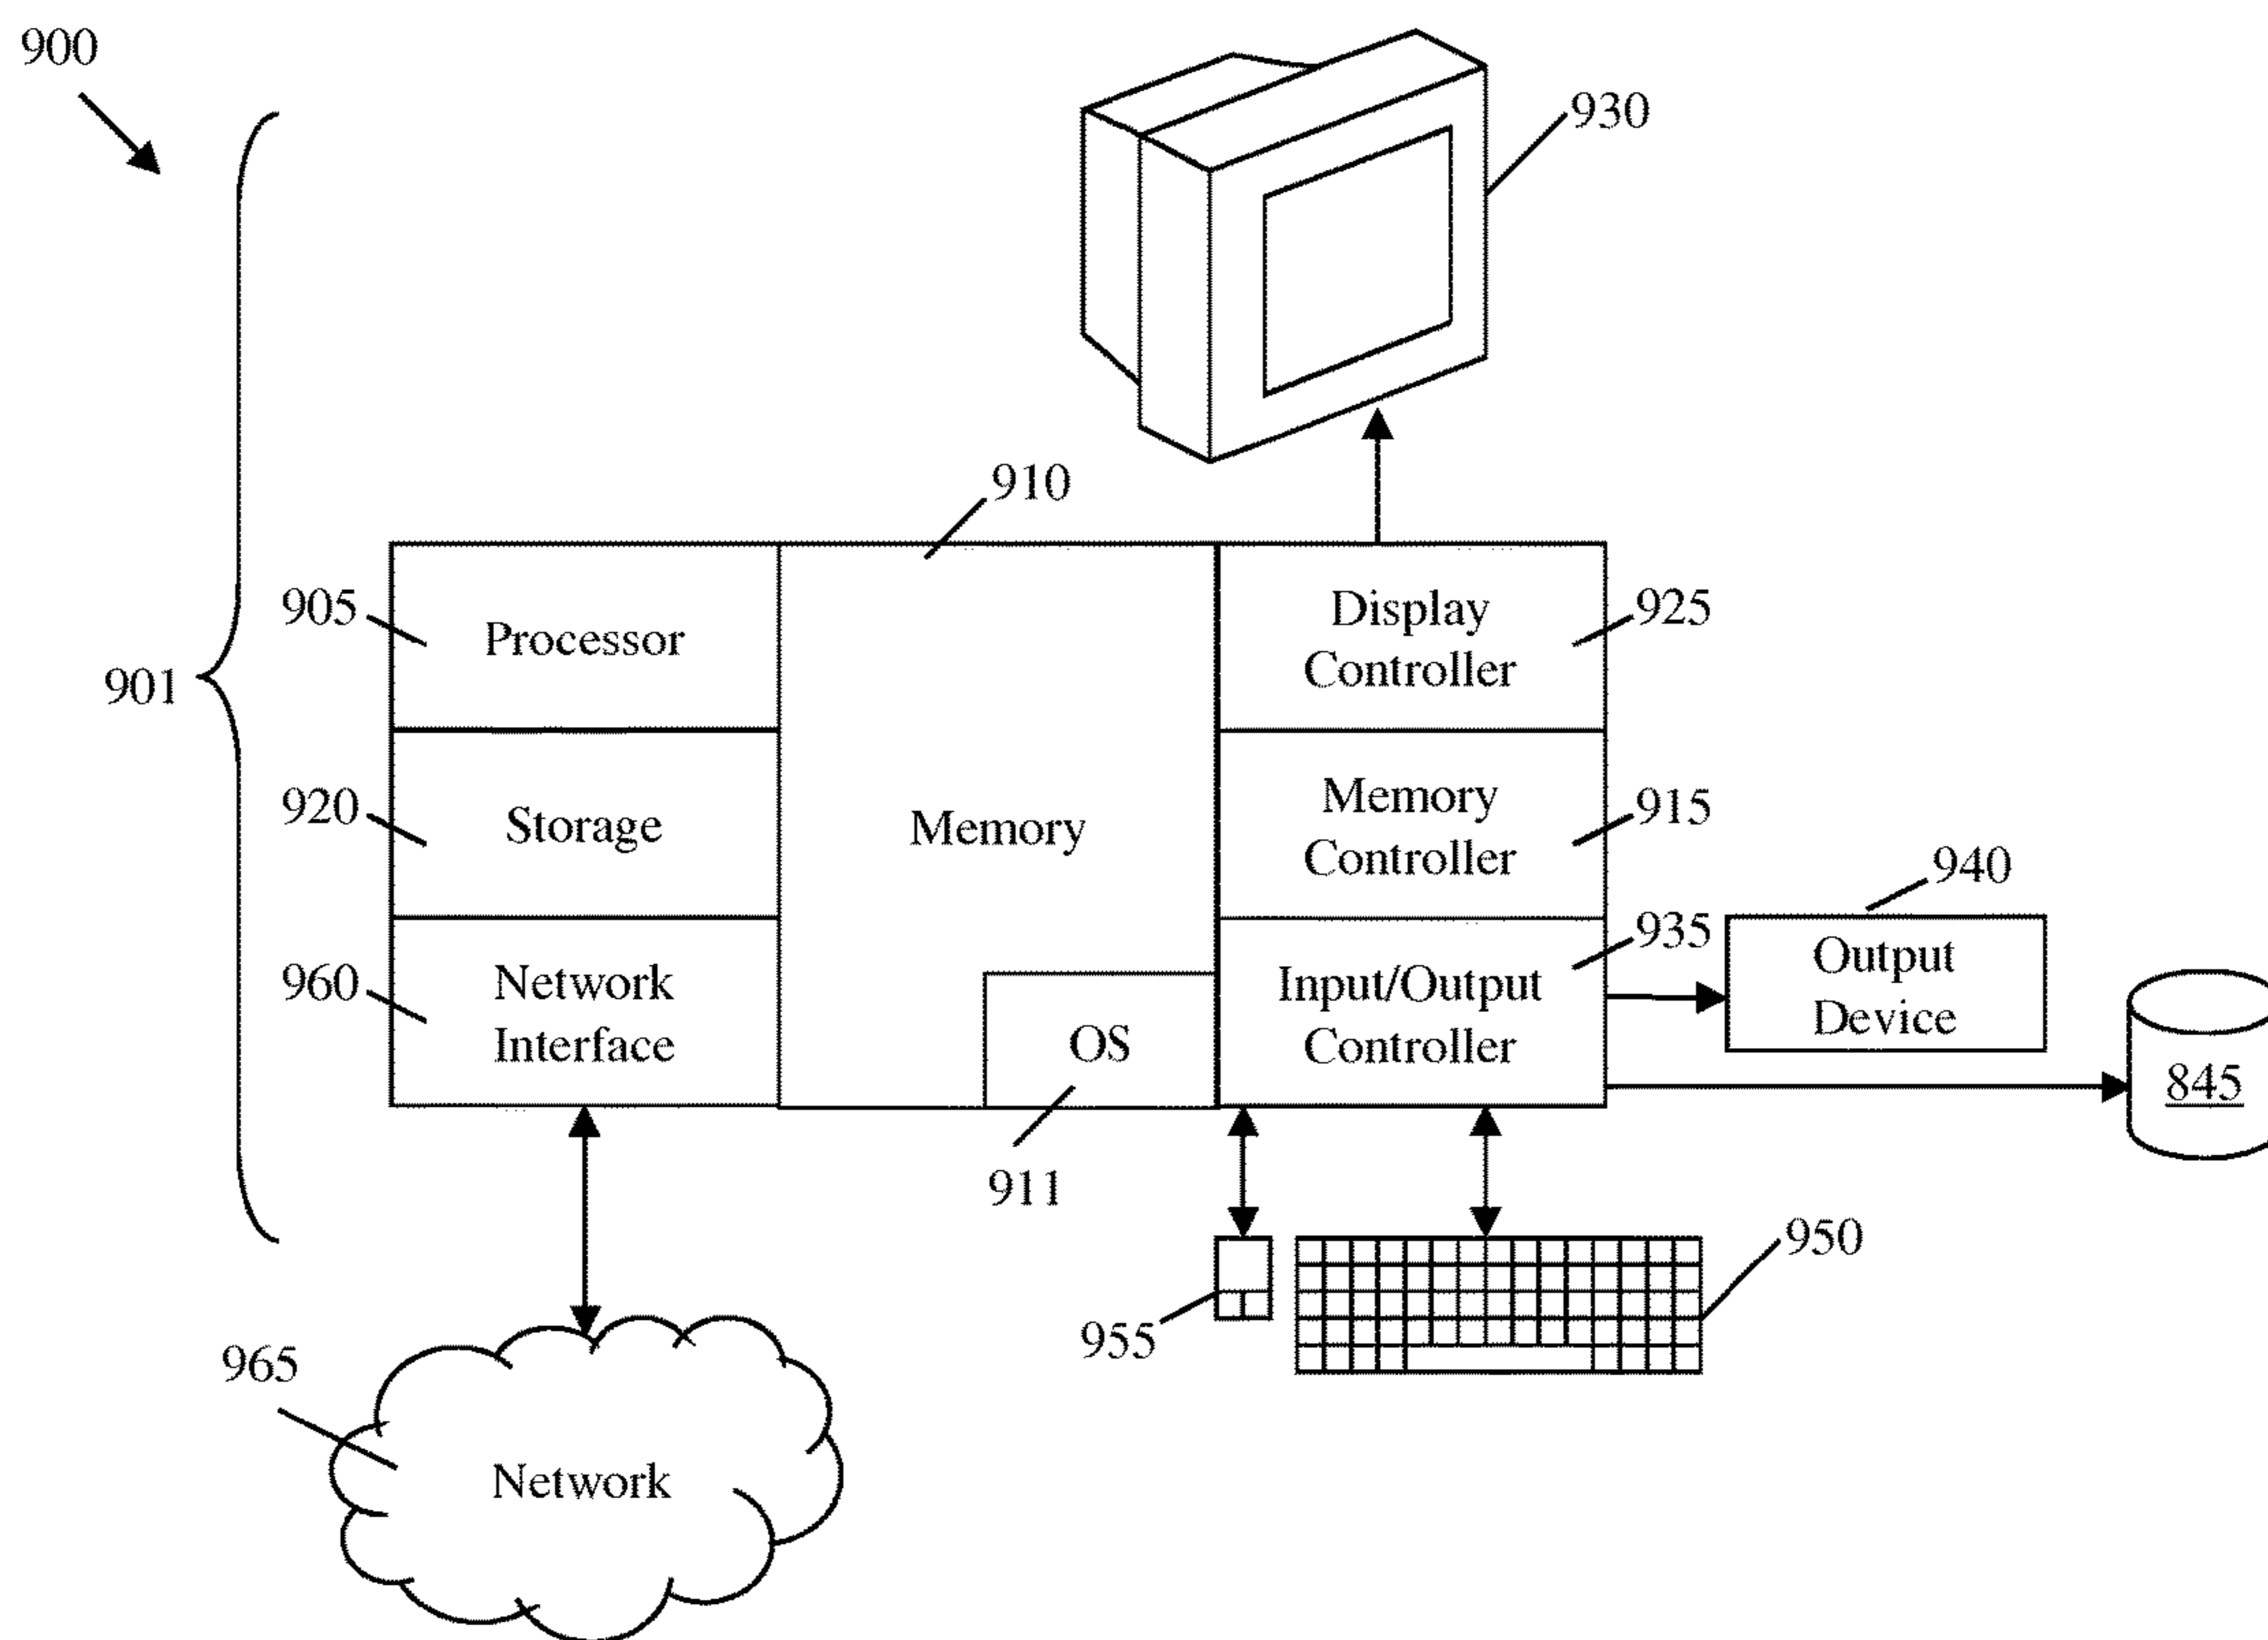 900
930
910
905
Processor
Display
Controller
925
901
920
Storage
Memory
Memory
Controller
915
940
935
960
Network
Interface
OS
Input/Output
Controller
Output
Device
845
911
950
955
965
Network